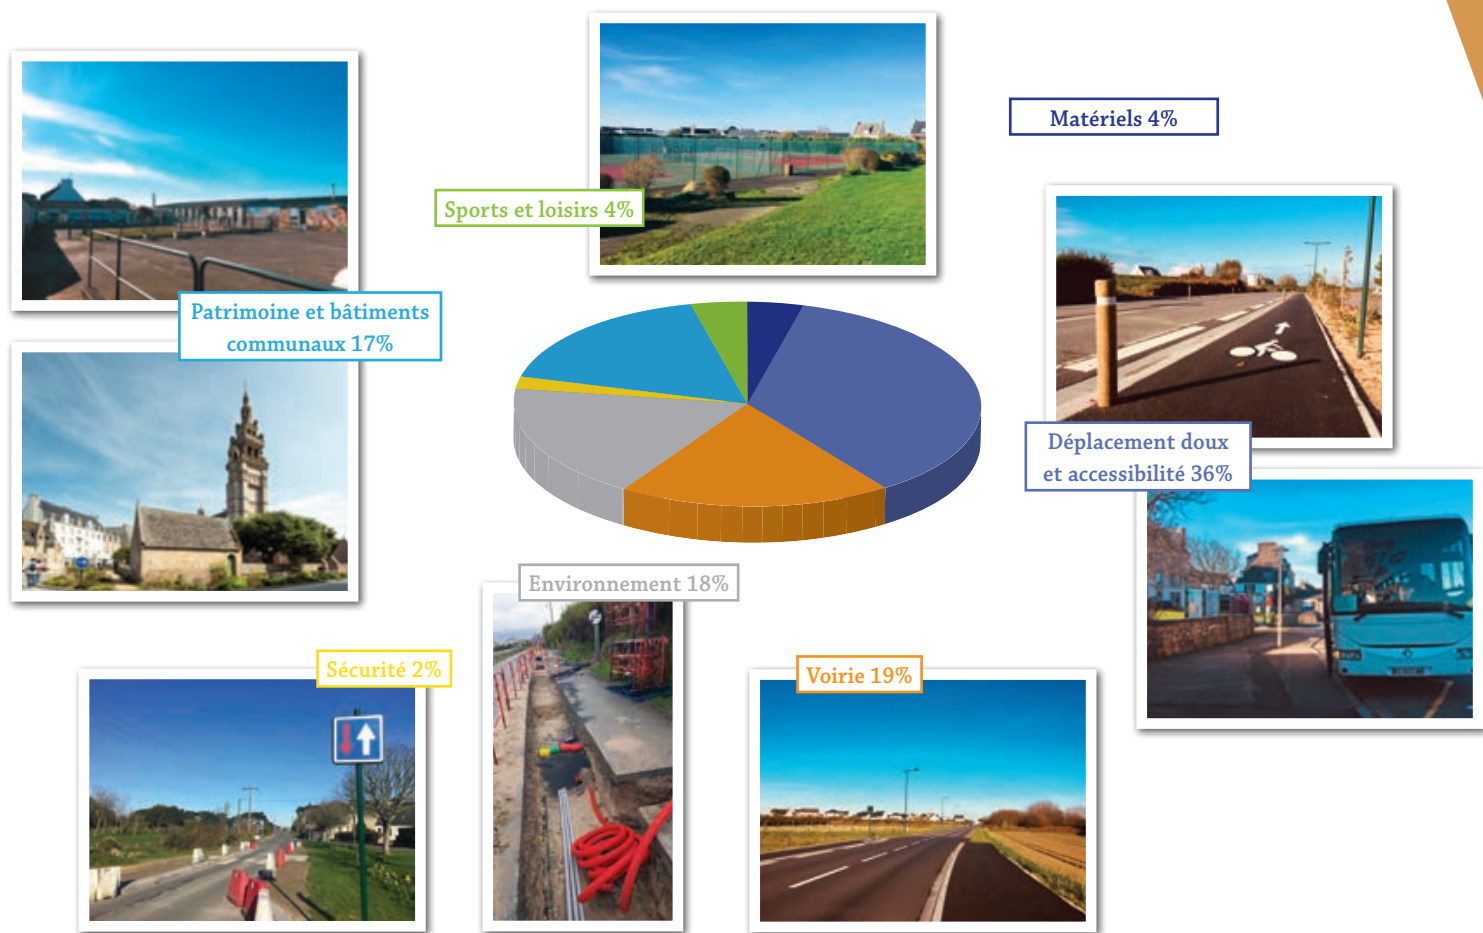 Matériels 4%
Sports et loisirs 4%
Patrimoine et bâtiments
communaux 17%
Déplacement doux
et accessibilité 36%
Environnement 18%
Sécurité 2%
Voirie 19%